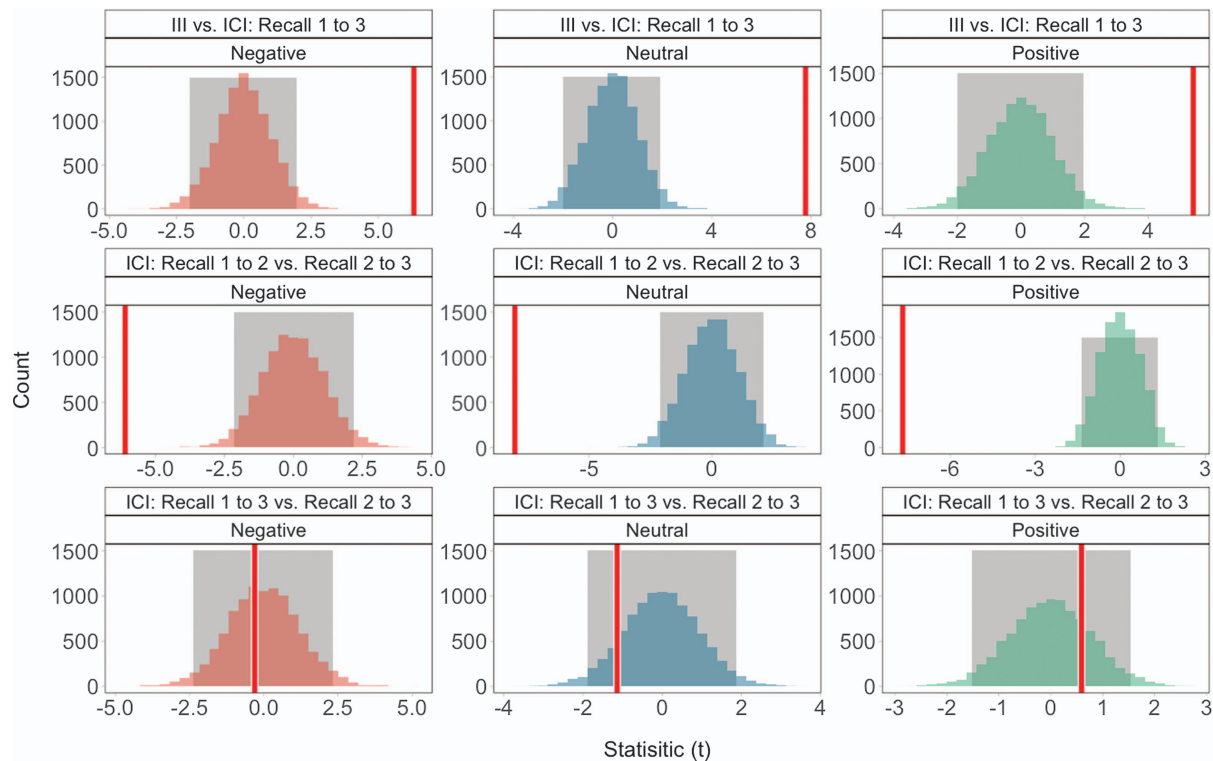 III vs. ICI: Recall 1 to 3
III vs. ICI: Recall 1 to 3
III vs. ICI: Recall 1 to 3
Negative
Neutral
Positive
1500
1000
500
0
1500
1000
500
0
1500
1000
500
0
-5.0 -2.5 0.0 2.5 5.0
-4 0 4 8
-4 -2 0 2 4
ICI: Recall 1 to 2 vs. Recall 2 to 3
ICI: Recall 1 to 2 vs. Recall 2 to 3
ICI: Recall 1 to 2 vs. Recall 2 to 3
Negative
Neutral
Positive
Count
1500
1000
500
0
1500
1000
500
0
1500
1000
500
0
-5.0 -2.5 0.0 2.5 5.0
-5 0
-6 -3 0 3
ICI: Recall 1 to 3 vs. Recall 2 to 3
ICI: Recall 1 to 3 vs. Recall 2 to 3
ICI: Recall 1 to 3 vs. Recall 2 to 3
Negative
Neutral
Positive
1500
1000
500
0
1500
1000
500
0
1500
1000
500
0
-5.0 -2.5 0.0 2.5 5.0
-4 -2 0 2 4
-3 -2 -1 0 1 2 3
Statisitic (t)